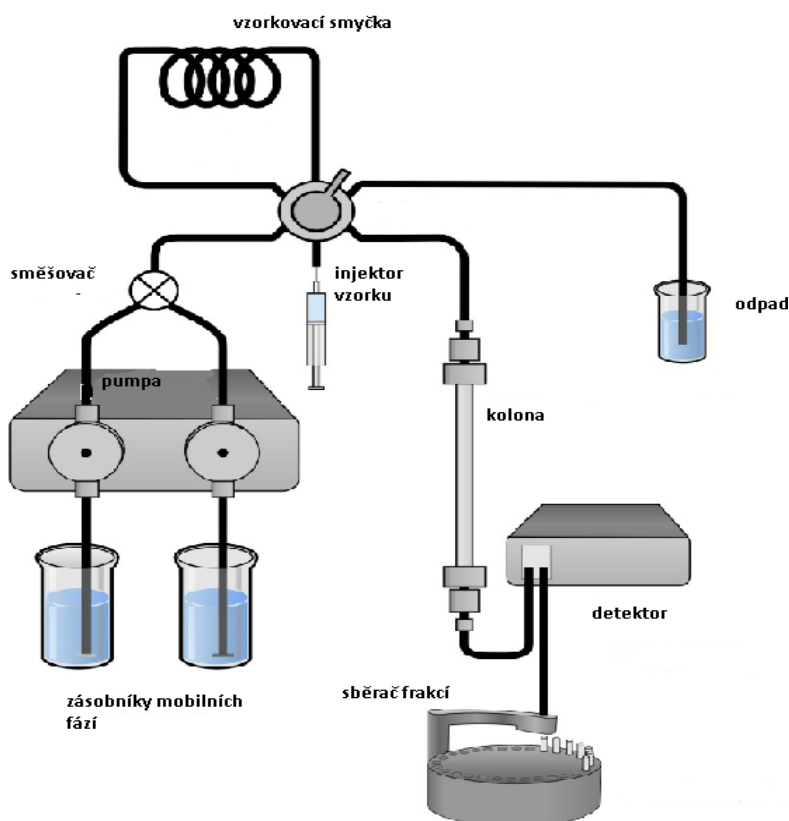 vzorkovací smyčka
směšovač
injektor
vzorku
odpad
pumpa
kolona
detektor
zásobníky mobilních
fází
sběrač frakcí